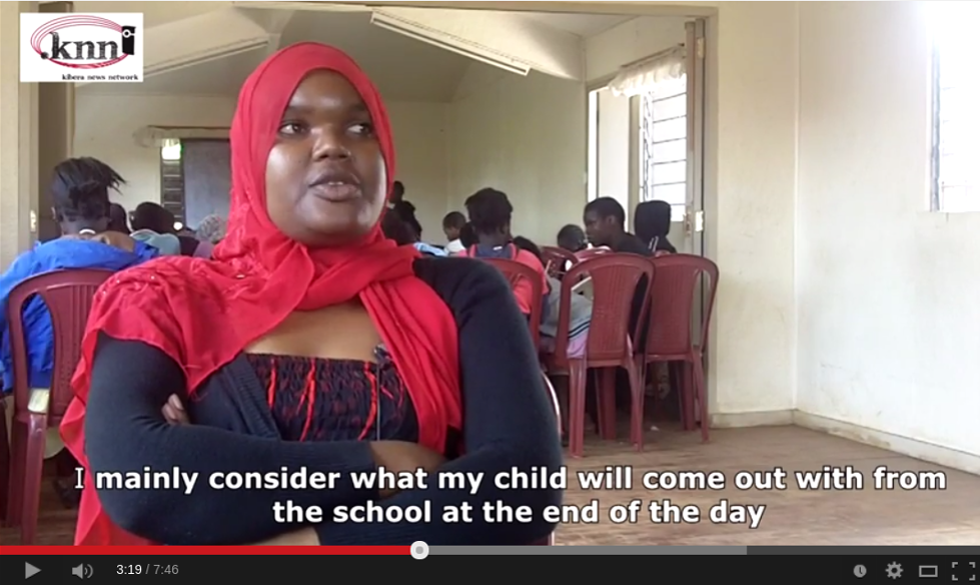 knn
kibera news network
I mainly consider what my child will come out with from
the school at the end of the day
3:19 / 7:46